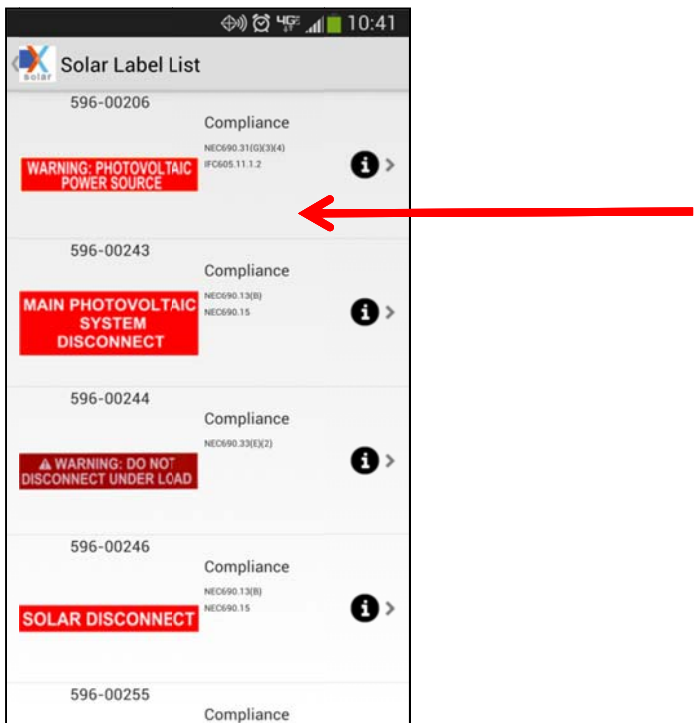 4G LTE 10:41
solar Solar Label List
596-00206
Compliance
NEC690.31(G)(3)(4)
IFC605.11.1.2
WARNING: PHOTOVOLTAIC
POWER SOURCE
596-00243
Compliance
NEC690.13(B)
NEC690.15
MAIN PHOTOVOLTAIC
SYSTEM
DISCONNECT
596-00244
Compliance
NEC690.33(E)(2)
WARNING: DO NOT
DISCONNECT UNDER LOAD
596-00246
Compliance
NEC690.13(B)
NEC690.15
SOLAR DISCONNECT
596-00255
Compliance